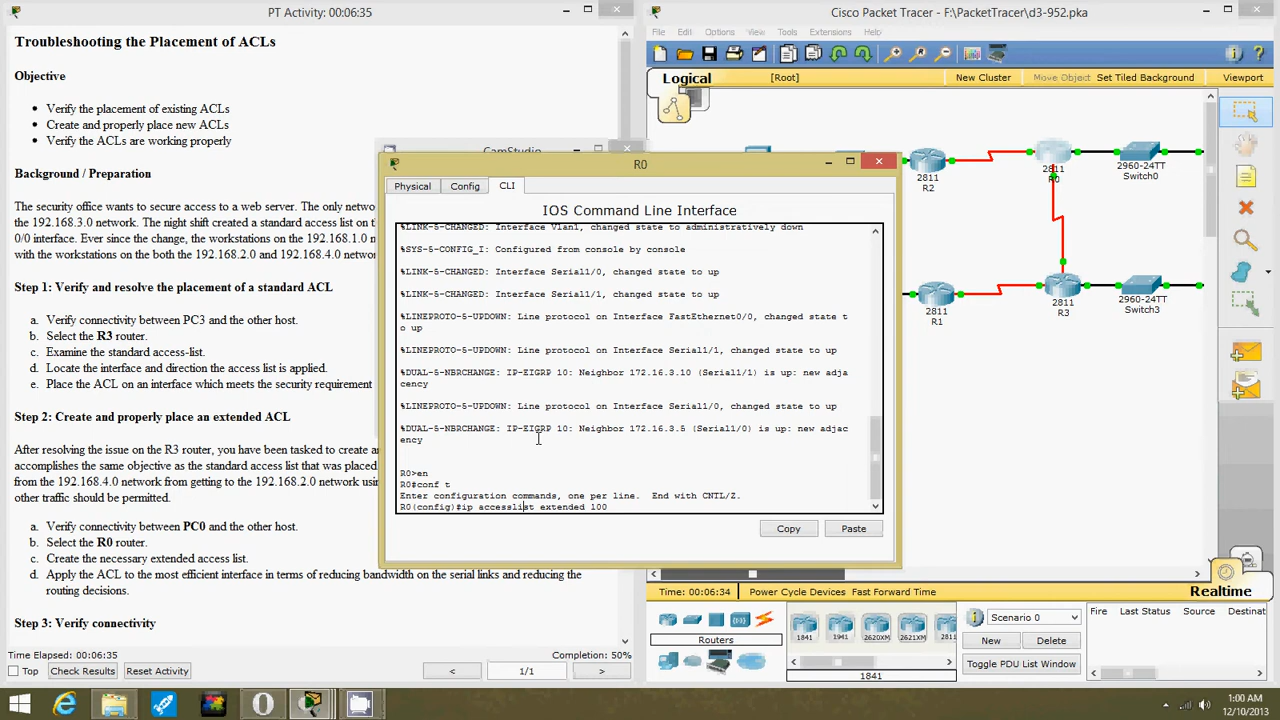 PT Activity: 00:06:35
Troubleshooting the Placement of ACLs
Objective
Verify the placement of existing ACLs
Create and properly place new ACLs
Verify the ACLs are working properly
Background / Preparation
The security office wants to secure access to a web server. The only netwo
the 192.168.3.0 network. The night shift created a standard access list on th
0/0 interface. Ever since the change, the workstations on the 192.168.1.0 n
with the workstations on the both the 192.168.2.0 and 192.168.4.0 networ
Step 1: Verify and resolve the placement of a standard ACL
a. Verify connectivity between PC3 and the other host.
b. Select the R3 router.
c. Examine the standard access-list.
d. Located the interface and direction the access list is applied.
e. Place the ACL on an interface which meets the security requirement
Step 2: Create and properly place an extended ACL
After resolving the issue on the R3 router, you have been tasked to create an
accomplishes the same objective as the standard access list that was placed
from the 192.168.4.0 network from getting to the 192.168.2.0 network usin
other traffic should be permitted.
a. Verify connectivity between PC0 and the other host.
b. Select the R0 router.
c. Create the necessary extended access list.
d. Apply the ACL to the most efficient interface in terms of reducing bandwidth on the serial links and reducing the
routing decisions.
Step 3: Verify connectivity
Time Elapsed: 00:06:35
Completion: 50%
Top
Check Results
Reset Activity
<
1/1
>
CamStudio
R0
Physical
Config
CLI
IOS Command Line Interface
%LINK-5-CHANGED: Interface Vlan1, changed state to administratively down
%SYS-5-CONFIG_I: Configured from console by console
%LINK-5-CHANGED: Interface Serial1/0, changed state to up
%LINK-5-CHANGED: Interface Serial1/1, changed state to up
%LINEPROTO-5-UPDOWN: Line protocol on Interface FastEthernet0/0, changed state t
o up
%LINEPROTO-5-UPDOWN: Line protocol on Interface Serial1/1, changed state to up
%DUAL-5-NBRCHANGE: IP-EIGRP 10: Neighbor 172.16.3.10 (Serial1/1) is up: new adja
cency
%LINEPROTO-5-UPDOWN: Line protocol on Interface Serial1/0, changed state to up
%DUAL-5-NBRCHANGE: IP-EIGRP 10: Neighbor 172.16.3.5 (Serial1/0) is up: new adjac
ency
R0>en
R0#conf t
Enter configuration commands, one per line. End with CNTL/Z.
R0(config)#ip accesslist extended 100
Copy
Paste
Cisco Packet Tracer - F:\PacketTracer\d3-952.pka
File Edit Options View Tools Extensions Help
Logical
[Root]
New Cluster
Move Object
Set Tiled Background
Viewport
2811
R2
2811
R0
2960-24TT
Switch0
2811
R1
2811
R3
2960-24TT
Switch3
Time: 00:06:34
Power Cycle Devices
Fast Forward Time
Realtime
Routers
1841
1941
2620XM
2621XM
2811
1841
Scenario 0
New
Delete
Toggle PDU List Window
Fire
Last Status
Source
Destinat
1:00 AM
12/10/2013